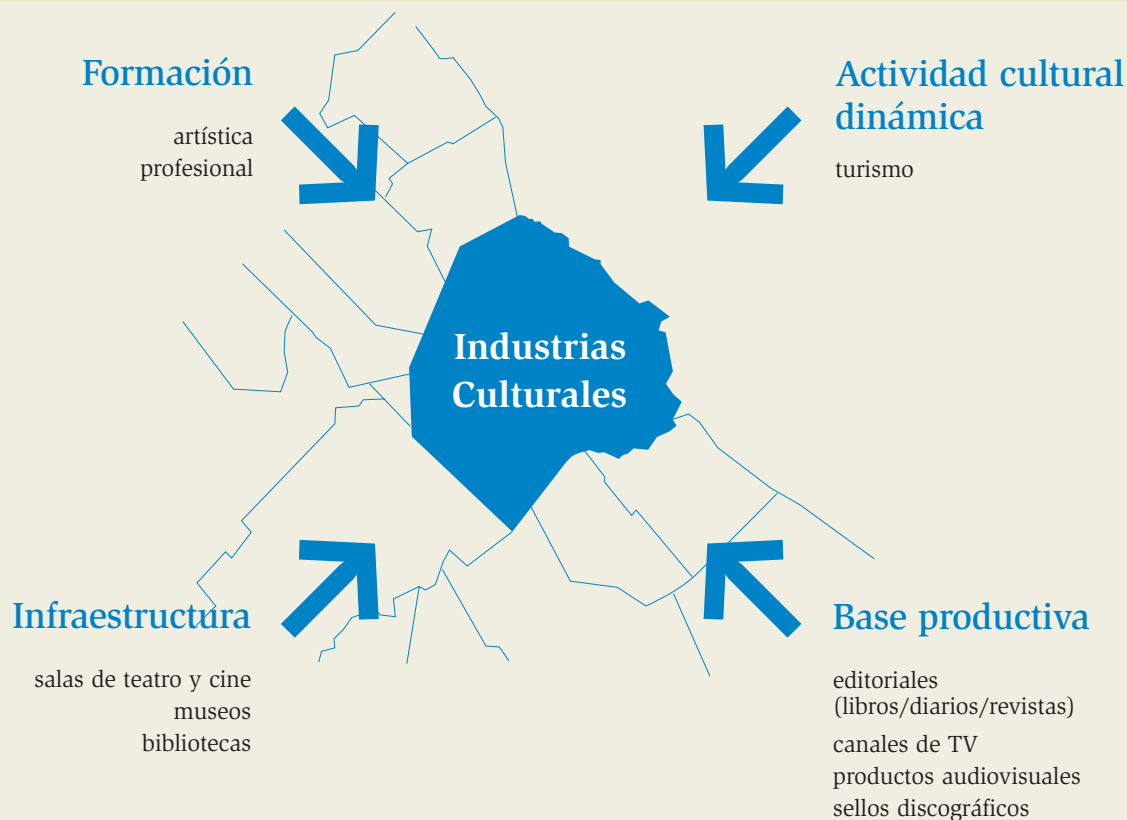 Formación
artística
profesional
Actividad cultural
dinámica
turismo
Industrias
Culturales
Infraestructura
salas de teatro y cine
museos
bibliotecas
Base productiva
editoriales
(libros/diarios/revistas)
canales de TV
productos audiovisuales
sellos discográficos